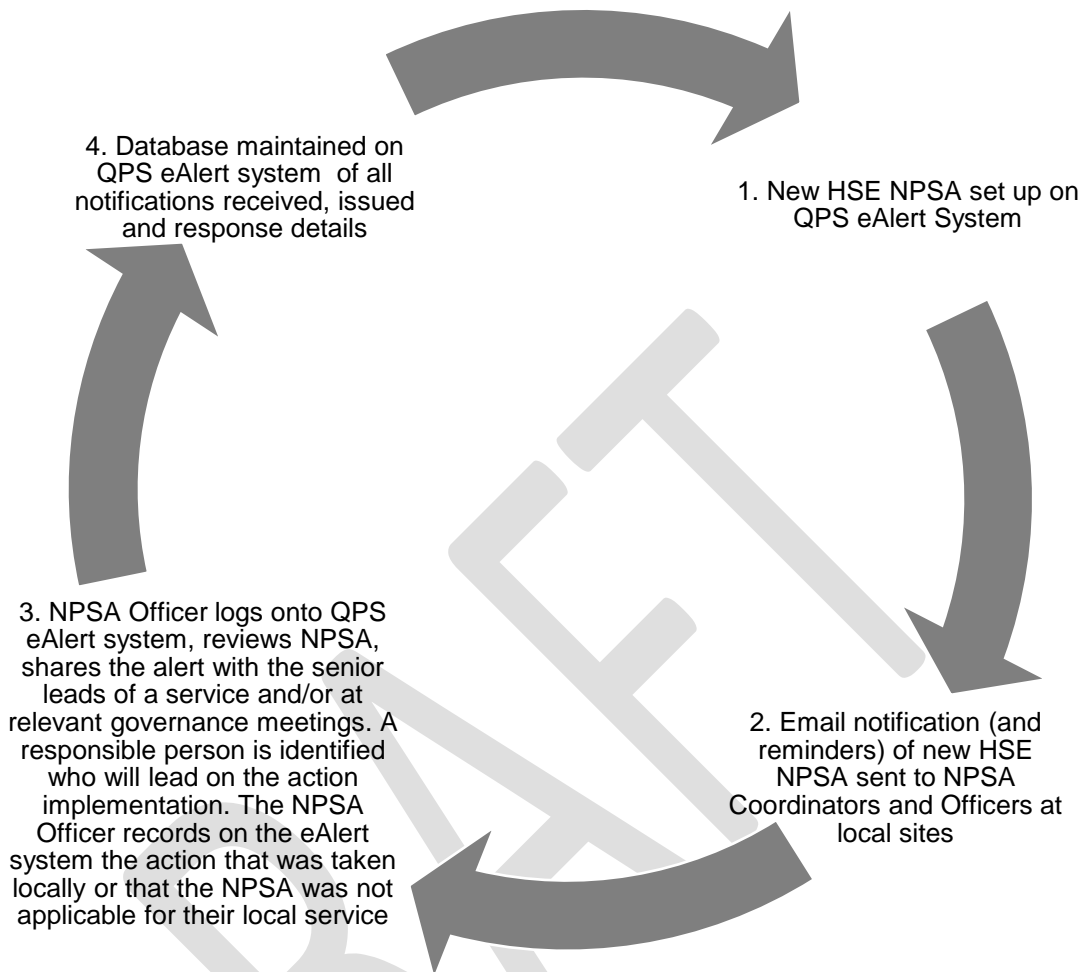 1. New HSE NPSA set up on
QPS eAlert System
2. Email notification (and
reminders) of new HSE
NPSA sent to NPSA
Coordinators and Officers at
local sites
3. NPSA Officer logs onto QPS
eAlert system, reviews NPSA,
shares the alert with the senior
leads of a service and/or at
relevant governance meetings. A
responsible person is identified
who will lead on the action
implementation. The NPSA
Officer records on the eAlert
system the action that was taken
locally or that the NPSA was not
applicable for their local service
4. Database maintained on
QPS eAlert system of all
notifications received, issued
and response details
DRAFT